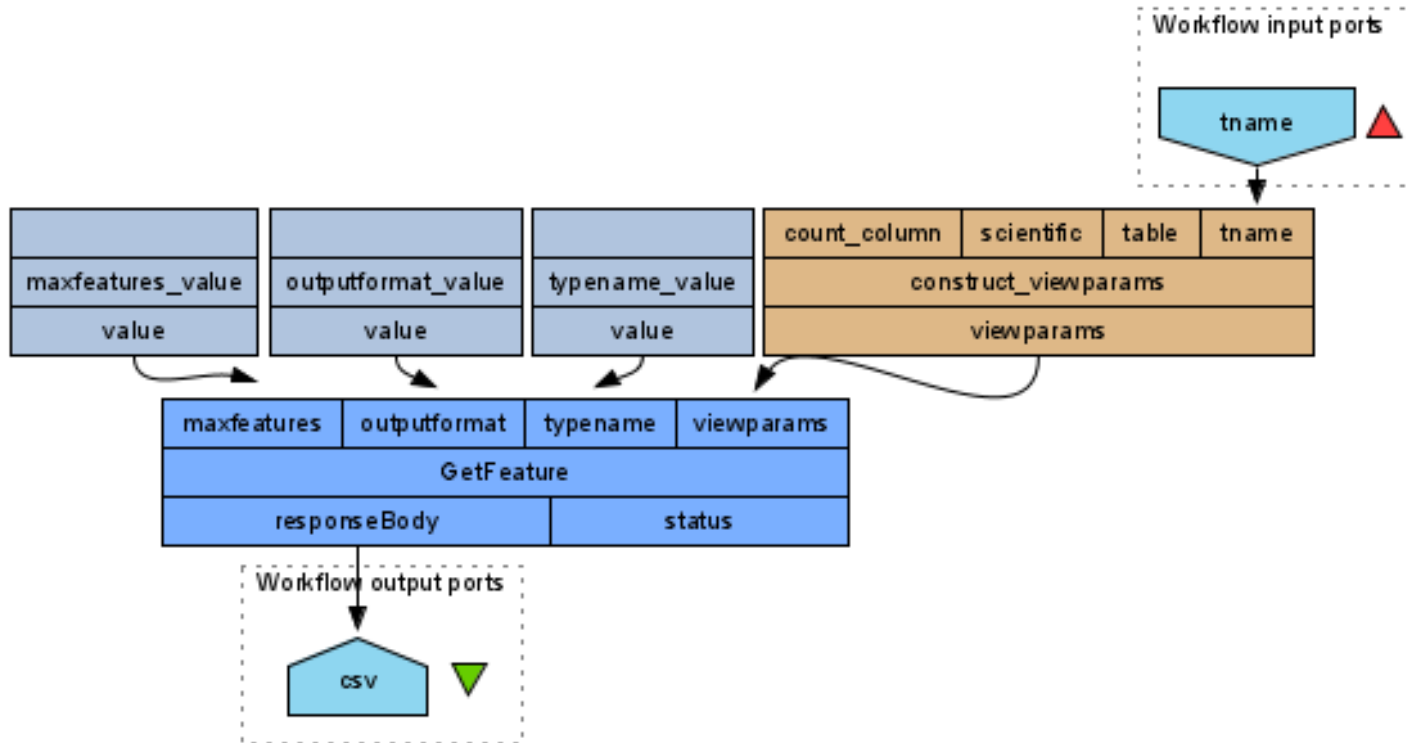 Workflow input ports
tname
count_column scientific table tname
maxfeatures_value outputformat_value typename_value construct_viewparams
value value value viewparams
maxfeatures outputformat typename viewparams
GetFeature
responseBody status
Workflow output ports
csv